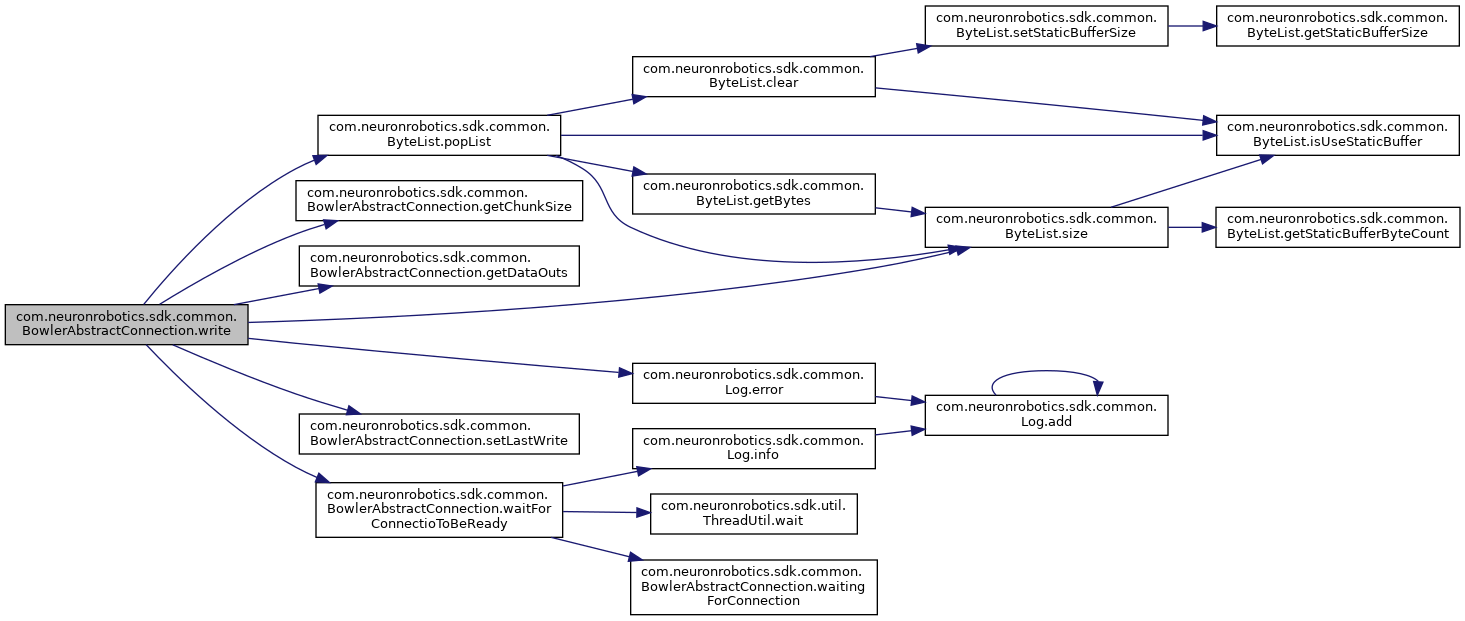 com.neuronrobotics.sdk.common.
BowlerAbstractConnection.write
com.neuronrobotics.sdk.common.
ByteList.popList
com.neuronrobotics.sdk.common.
BowlerAbstractConnection.getChunkSize
com.neuronrobotics.sdk.common.
BowlerAbstractConnection.getDataOuts
com.neuronrobotics.sdk.common.
BowlerAbstractConnection.setLastWrite
com.neuronrobotics.sdk.common.
BowlerAbstractConnection.waitFor
ConnectioToBeReady
com.neuronrobotics.sdk.common.
ByteList.clear
com.neuronrobotics.sdk.common.
ByteList.getBytes
com.neuronrobotics.sdk.common.
Log.error
com.neuronrobotics.sdk.common.
Log.info
com.neuronrobotics.sdk.util.
ThreadUtil.wait
com.neuronrobotics.sdk.common.
BowlerAbstractConnection.waiting
ForConnection
com.neuronrobotics.sdk.common.
ByteList.setStaticBufferSize
com.neuronrobotics.sdk.common.
ByteList.size
com.neuronrobotics.sdk.common.
Log.add
com.neuronrobotics.sdk.common.
ByteList.getStaticBufferSize
com.neuronrobotics.sdk.common.
ByteList.isUseStaticBuffer
com.neuronrobotics.sdk.common.
ByteList.getStaticBufferByteCount